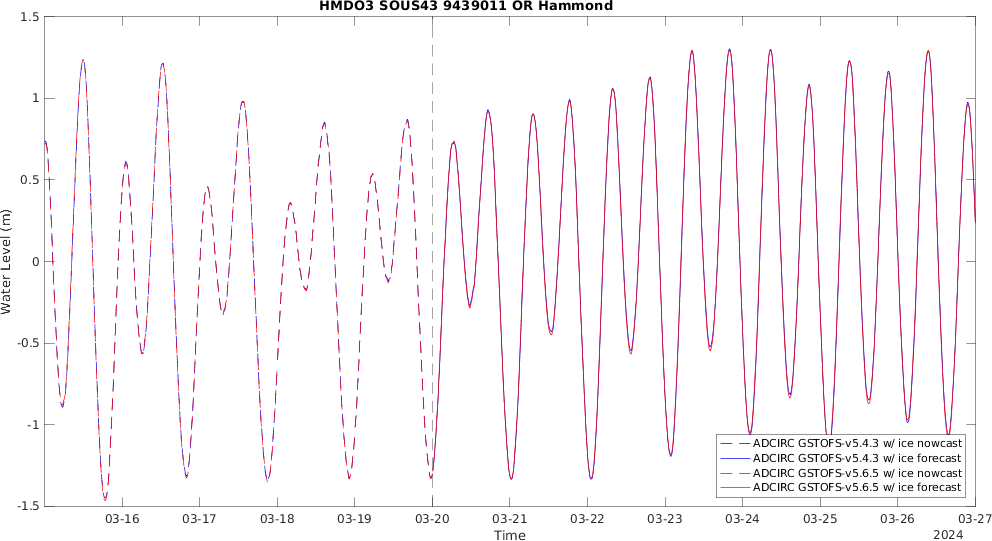 HMDO3 SOUS43 9439011 OR Hammond
1.5
1
0.5
0
-0.5
-1
-1.5
Water Level (m)
03-16 03-17 03-18 03-19 03-20 03-21 03-22 03-23 03-24 03-25 03-26 03-27
Time
2024
ADCIRC GSTOFS-v5.4.3 w/ ice nowcast
ADCIRC GSTOFS-v5.4.3 w/ ice forecast
ADCIRC GSTOFS-v5.6.5 w/ ice nowcast
ADCIRC GSTOFS-v5.6.5 w/ ice forecast